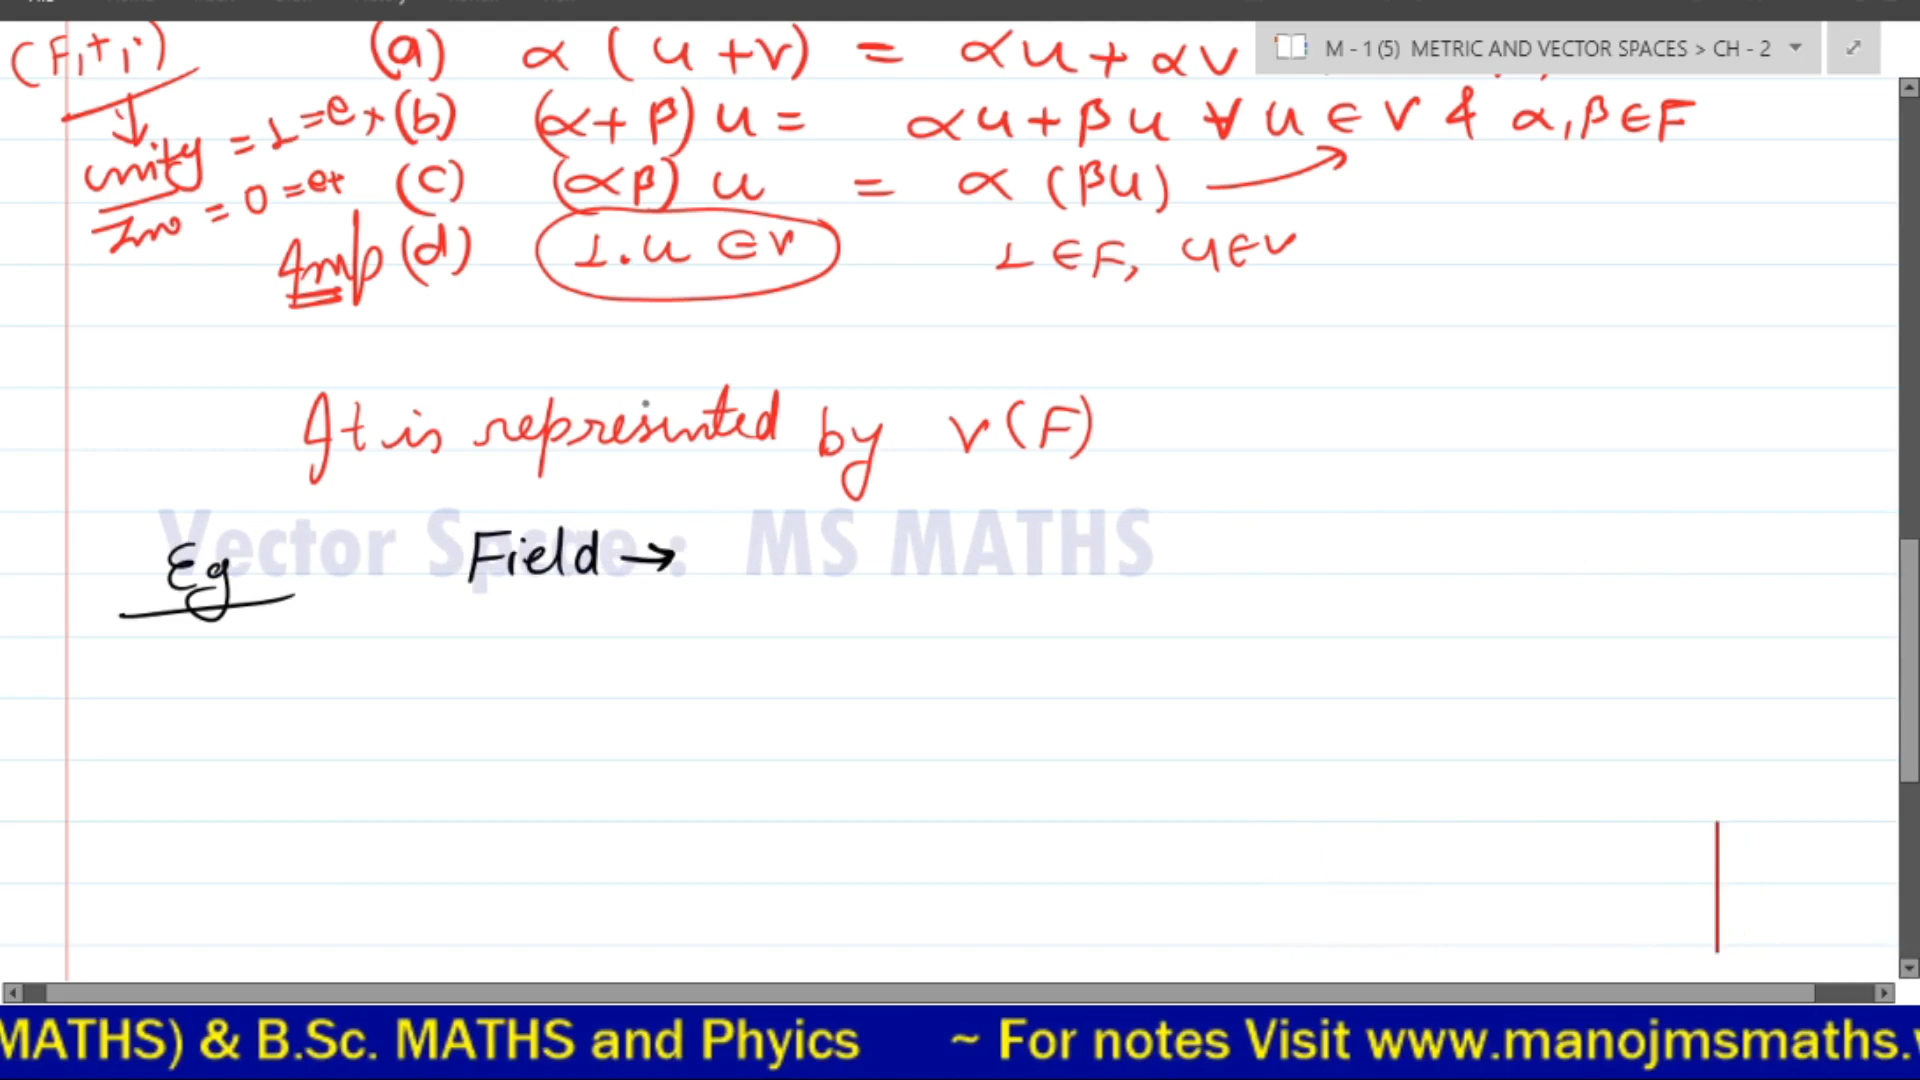 M - 1 (5) METRIC AND VECTOR SPACES > CH - 2
(F, +, ·) (a) α (u + v) = αu + αv
unity = 1 = ex (b) (α + β) u = αu + βu ∀ u ∈ V & α, β ∈ F
Zero = 0 = e+ (c) (αβ) u = α (βu)
Imp (d) 1. u ∈ V 1 ∈ F, u ∈ V
It is represented by V(F)
Vector Space : MS MATHS
Eg Field →
MATHS) & B.Sc. MATHS and Phyics ~ For notes Visit www.manojmsmaths.